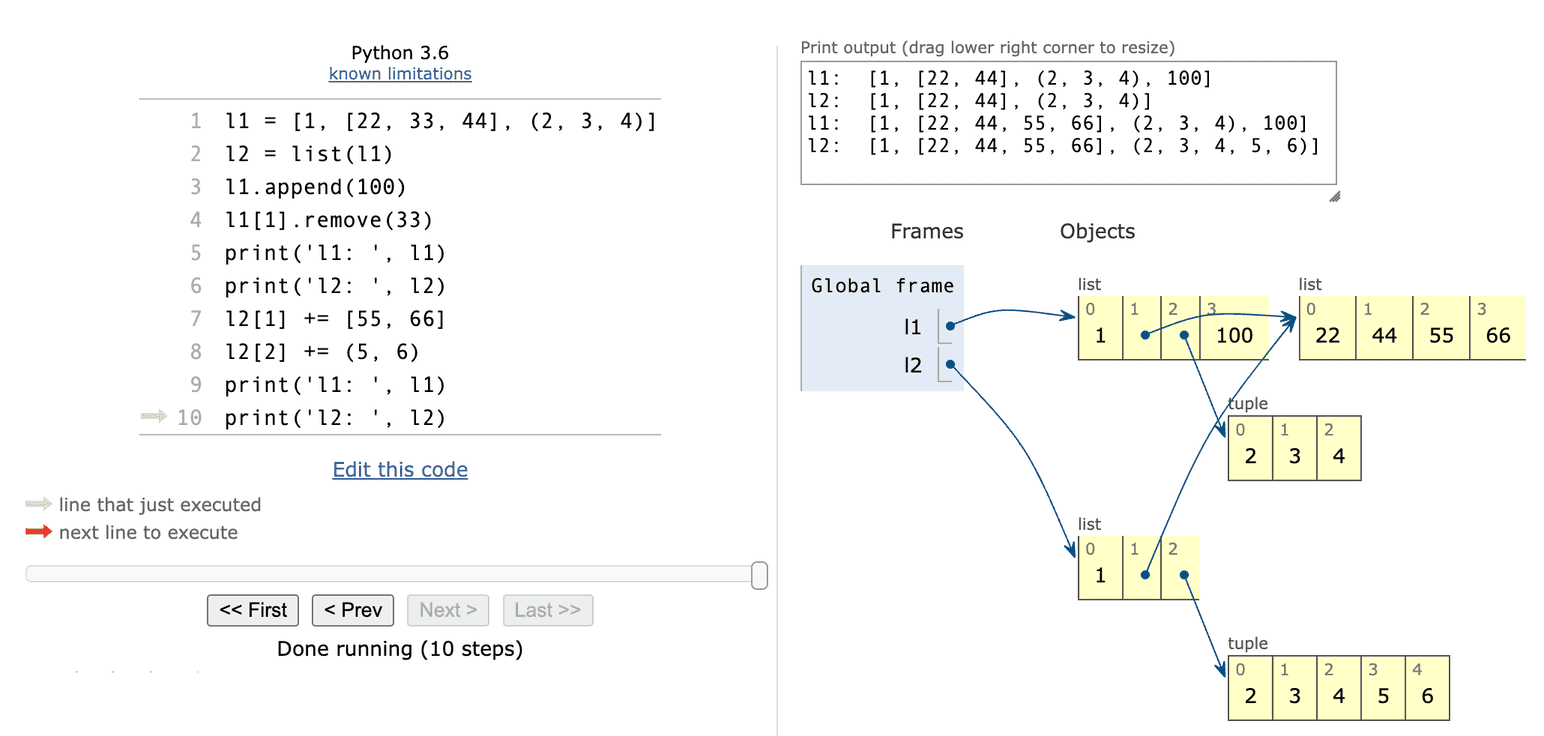 Python 3.6
known limitations
1 l1 = [1, [22, 33, 44], (2, 3, 4)]
2 l2 = list(l1)
3 l1.append(100)
4 l1[1].remove(33)
5 print('l1: ', l1)
6 print('l2: ', l2)
7 l2[1] += [55, 66]
8 l2[2] += (5, 6)
9 print('l1: ', l1)
10 print('l2: ', l2)
Edit this code
line that just executed
next line to execute
<< First < Prev Next > Last >>
Done running (10 steps)
Print output (drag lower right corner to resize)
l1:  [1, [22, 44], (2, 3, 4), 100]
l2:  [1, [22, 44], (2, 3, 4)]
l1:  [1, [22, 44, 55, 66], (2, 3, 4), 100]
l2:  [1, [22, 44, 55, 66], (2, 3, 4, 5, 6)]
Frames Objects
Global frame
l1
l2
list
0 1 2 3
1 100
list
0 1 2 3
22 44 55 66
tuple
0 1 2
2 3 4
list
0 1 2
1
tuple
0 1 2 3 4
2 3 4 5 6